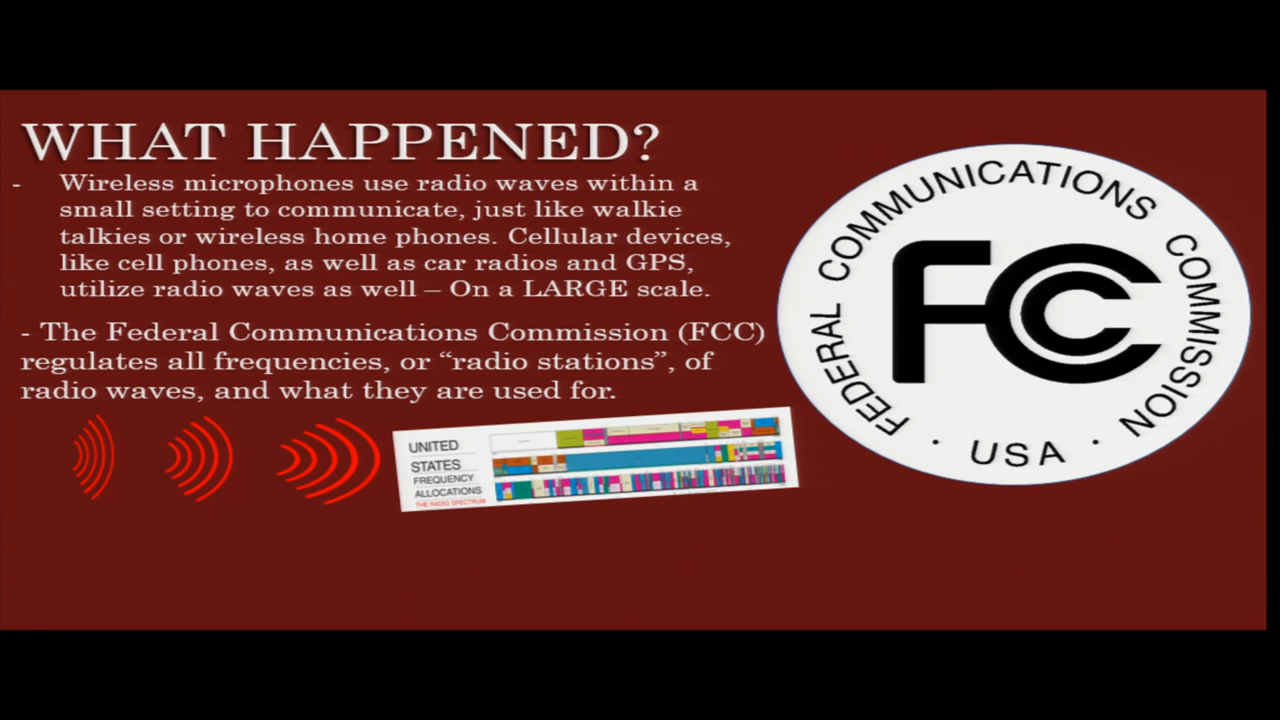 WHAT HAPPENED?
- Wireless microphones use radio waves within a
small setting to communicate, just like walkie
talkies or wireless home phones. Cellular devices,
like cell phones, as well as car radios and GPS,
utilize radio waves as well – On a LARGE scale.
- The Federal Communications Commission (FCC)
regulates all frequencies, or “radio stations”, of
radio waves, and what they are used for.
UNITED
STATES
FREQUENCY
ALLOCATIONS
THE RADIO SPECTRUM
FEDERAL COMMUNICATIONS COMMISSION
FCC
· USA ·